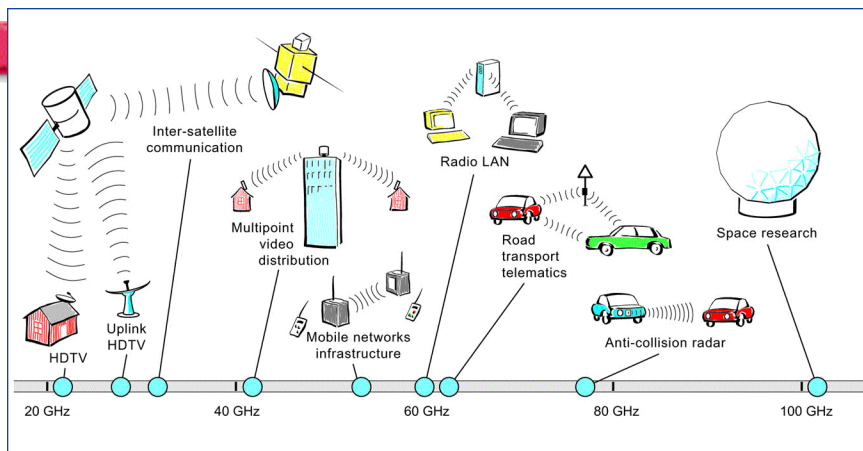 Inter-satellite
communication
Radio LAN
Multipoint
video
distribution
Road
transport
telematics
Space research
HDTV
Uplink
HDTV
Mobile networks
infrastructure
Anti-collision radar
20 GHz
40 GHz
60 GHz
80 GHz
100 GHz